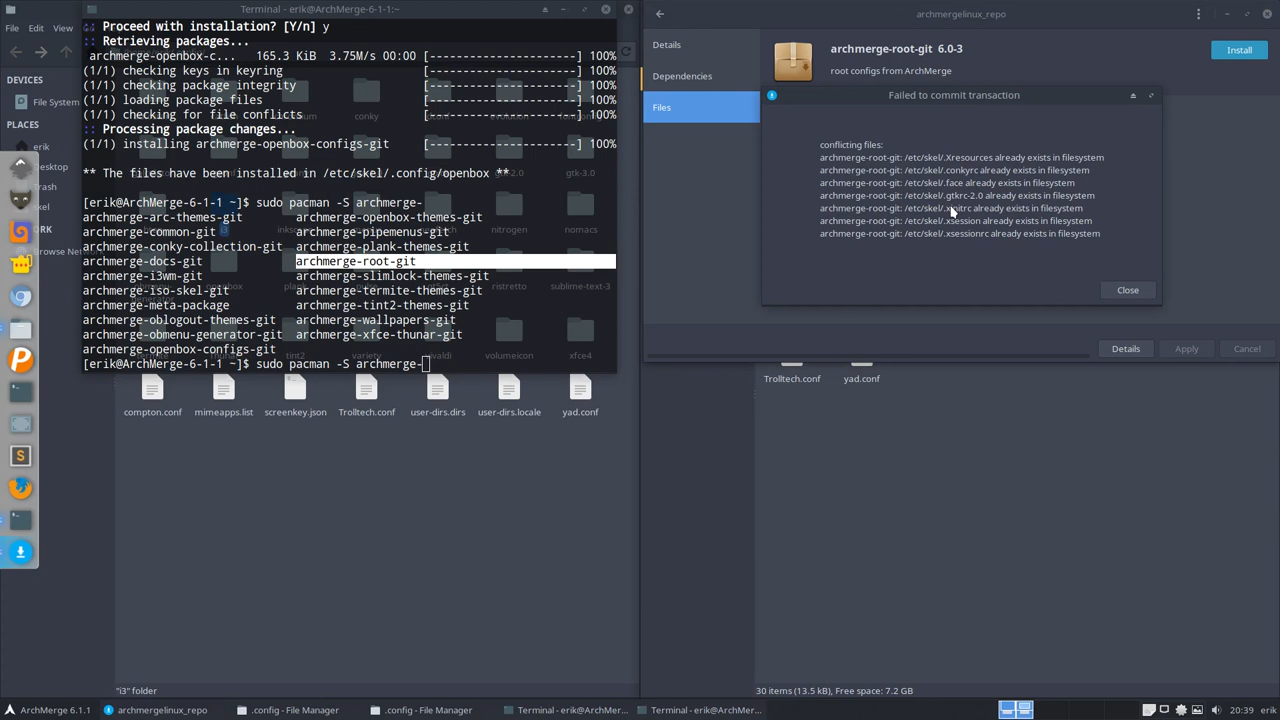 File Edit View
DEVICES
File System
PLACES
erik
Desktop
Trash
skel
Browse Netw
Terminal - erik@ArchMerge-6-1-1:~
:: Proceed with installation? [Y/n] y
:: Retrieving packages...
archmerge-openbox-c... 165.3 KiB 3.75M/s 00:00 [----------------------] 100%
(1/1) checking keys in keyring [----------------------] 100%
(1/1) checking package integrity [----------------------] 100%
(1/1) loading package files [----------------------] 100%
(1/1) checking for file conflicts [----------------------] 100%
:: Processing package changes...
(1/1) installing archmerge-openbox-configs-git [----------------------] 100%
** The files have been installed in /etc/skel/.config/openbox **
[erik@ArchMerge-6-1-1 ~]$ sudo pacman -S archmerge-
archmerge-arc-themes-git archmerge-openbox-themes-git
archmerge-common-git archmerge-pipemenus-git
archmerge-conky-collection-git archmerge-plank-themes-git
archmerge-docs-git archmerge-root-git
archmerge-i3wm-git archmerge-slimlock-themes-git
archmerge-iso-skel-git archmerge-termite-themes-git
archmerge-meta-package archmerge-tint2-themes-git
archmerge-oblogout-themes-git archmerge-wallpapers-git
archmerge-obmenu-generator-git archmerge-xfce-thunar-git
archmerge-openbox-configs-git
[erik@ArchMerge-6-1-1 ~]$ sudo pacman -S archmerge-
conky
gtk-2.0 gtk-3.0
i3 nitrogen nomacs
ristretto sublime-text-3
tint2 variety vivaldi volumeicon xfce4
compton.conf mimeapps.list screenkey.json Trolltech.conf user-dirs.dirs user-dirs.locale yad.conf
"i3" folder
archmergelinux_repo
Details
Dependencies
Files
archmerge-root-git 6.0-3
root configs from ArchMerge
Install
Failed to commit transaction
conflicting files:
archmerge-root-git: /etc/skel/.Xresources already exists in filesystem
archmerge-root-git: /etc/skel/.conkyrc already exists in filesystem
archmerge-root-git: /etc/skel/.face already exists in filesystem
archmerge-root-git: /etc/skel/.gtkrc-2.0 already exists in filesystem
archmerge-root-git: /etc/skel/.xinitrc already exists in filesystem
archmerge-root-git: /etc/skel/.xsession already exists in filesystem
archmerge-root-git: /etc/skel/.xsessionrc already exists in filesystem
Close
Details Apply Cancel
Trolltech.conf yad.conf
30 items (13.5 kB), Free space: 7.2 GB
ArchMerge 6.1.1 archmergelinux_repo .config - File Manager .config - File Manager Terminal - erik@ArchMer... Terminal - erik@ArchMer... 20:39 erik